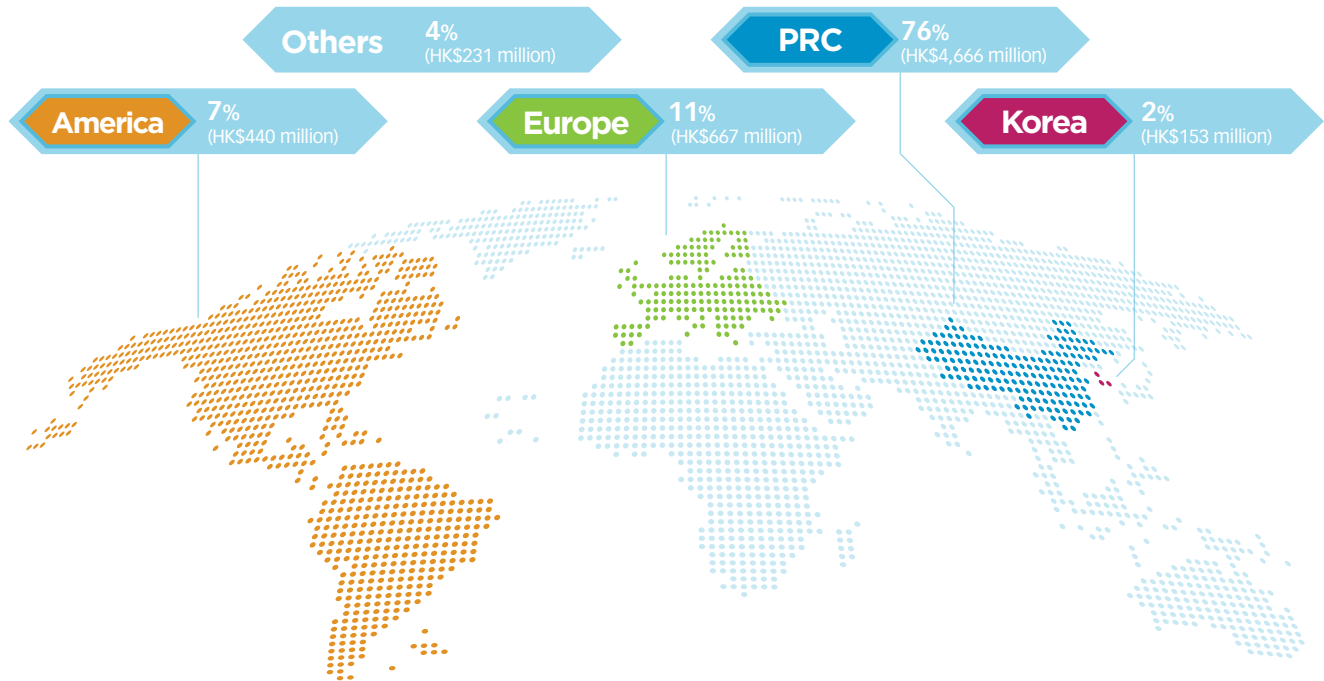 Others
4%
(HK$231 million)
PRC
76%
(HK$4,666 million)
America
7%
(HK$440 million)
Europe
11%
(HK$667 million)
Korea
2%
(HK$153 million)